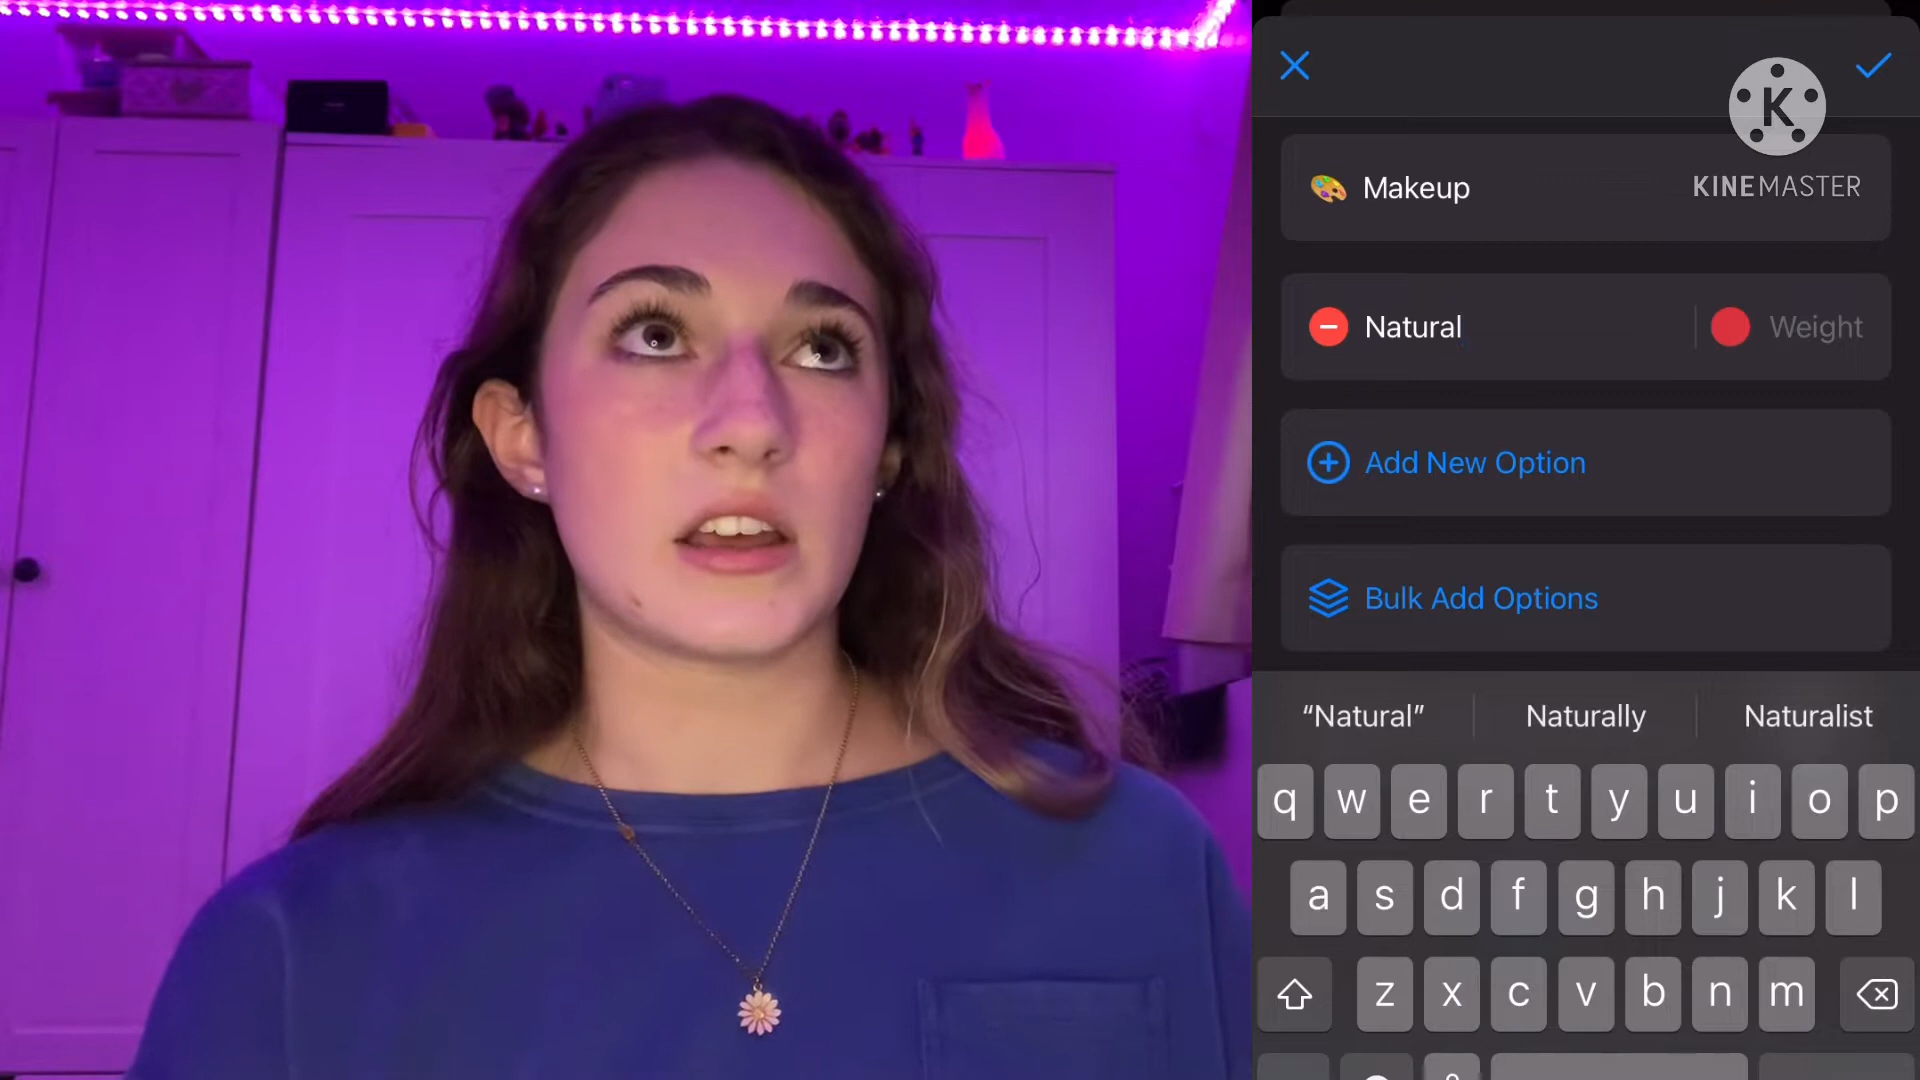 K
KINEMASTER
Makeup
Natural
Weight
Add New Option
Bulk Add Options
“Natural”
Naturally
Naturalist
q w e r t y u i o p
a s d f g h j k l
z x c v b n m